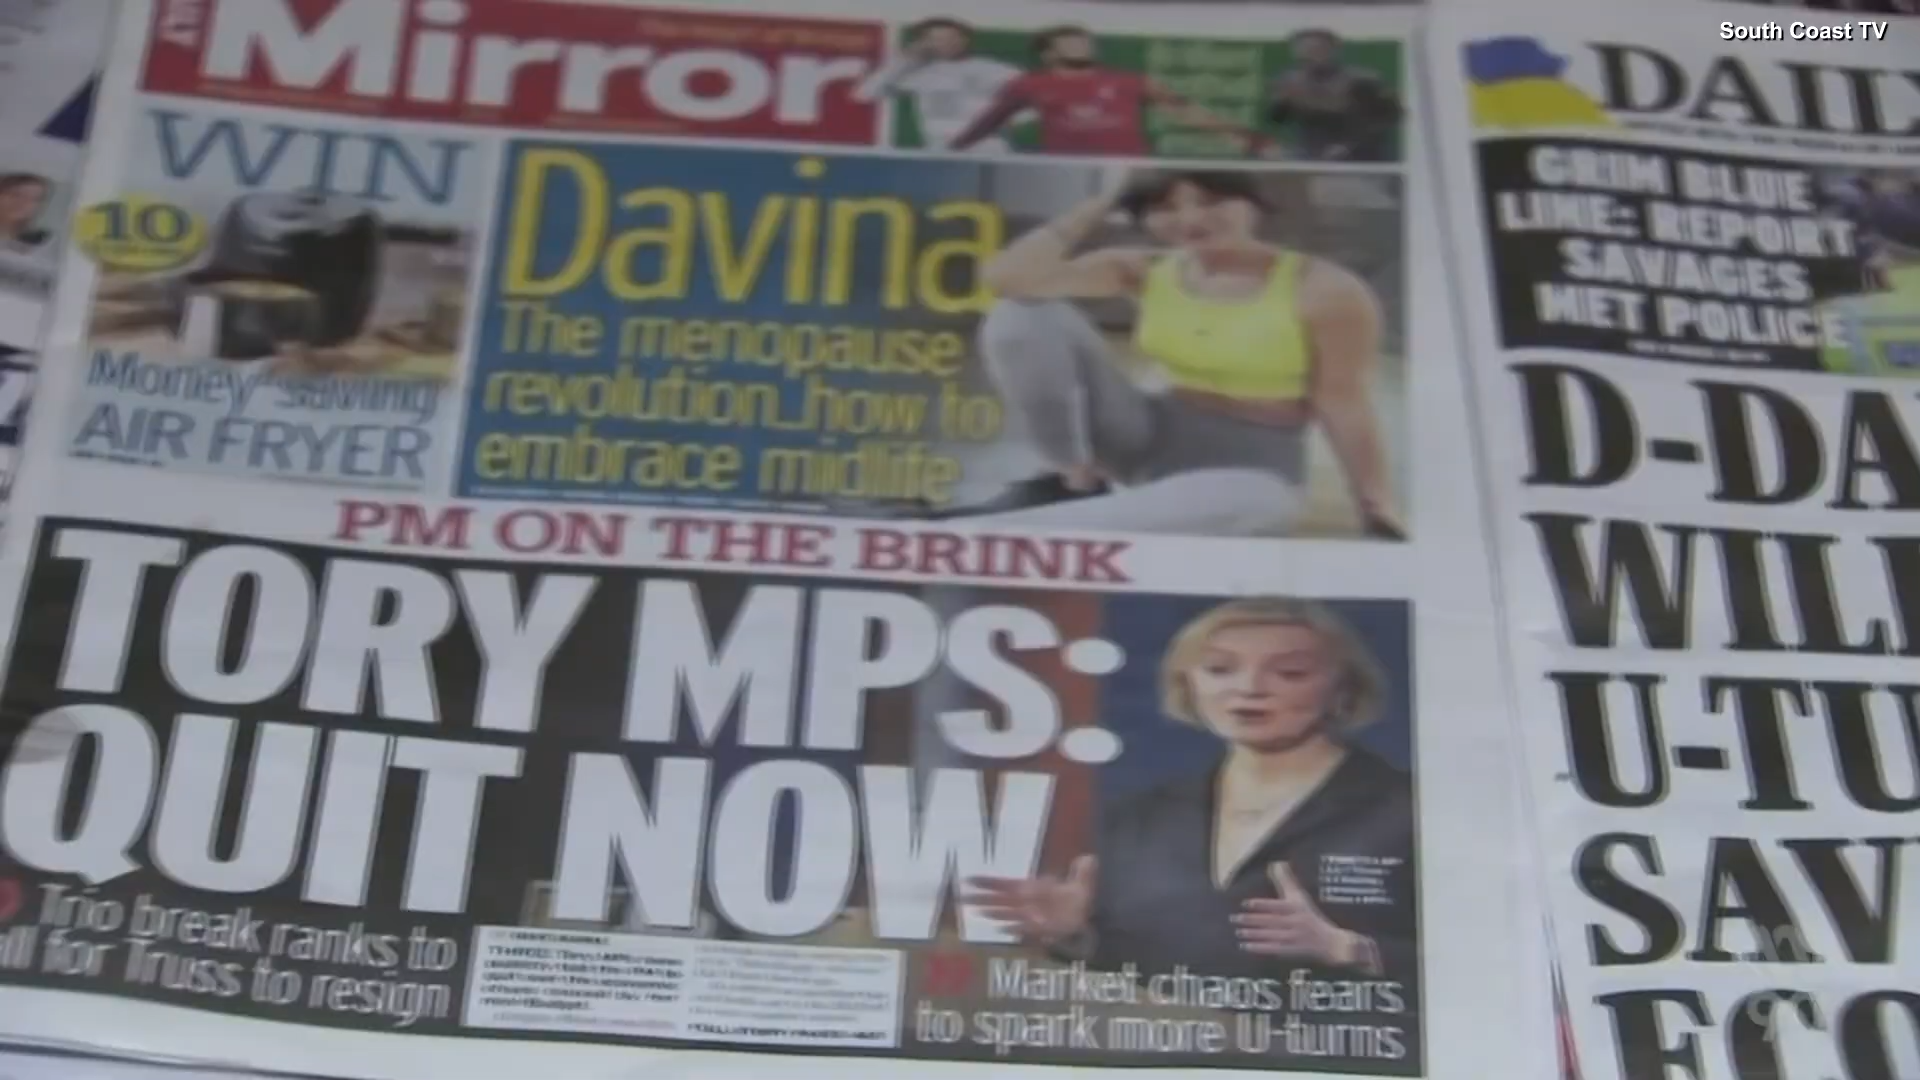 South Coast TV
Mirror
WIN
10
Money-saving
AIR FRYER
Davina
The menopause
revolution..how to
embrace midlife
PM ON THE BRINK
TORY MPS:
QUIT NOW
Trio break ranks to
for Truss to resign
Market chaos fears
to spark more U-turns
DAIL
GRIM BLUE
LINE: REPORT
SAVAGES
MET POLICE
D-DA
WILL
U-TU
SAV
ECO